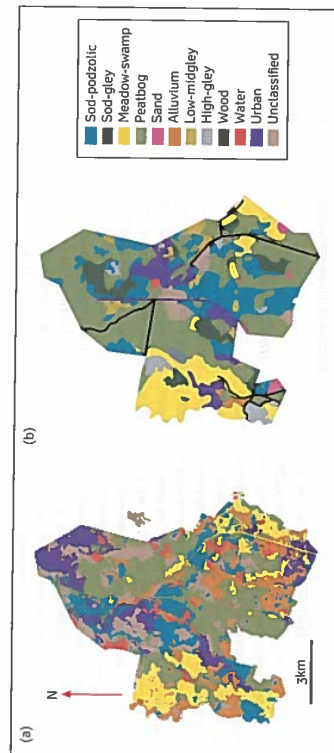 (a)
N
3km
(b)
Sod-podzolic
Sod-gley
Meadow-swamp
Peatbog
Sand
Alluvium
Low-midgley
High-gley
Wood
Water
Urban
Unclassified